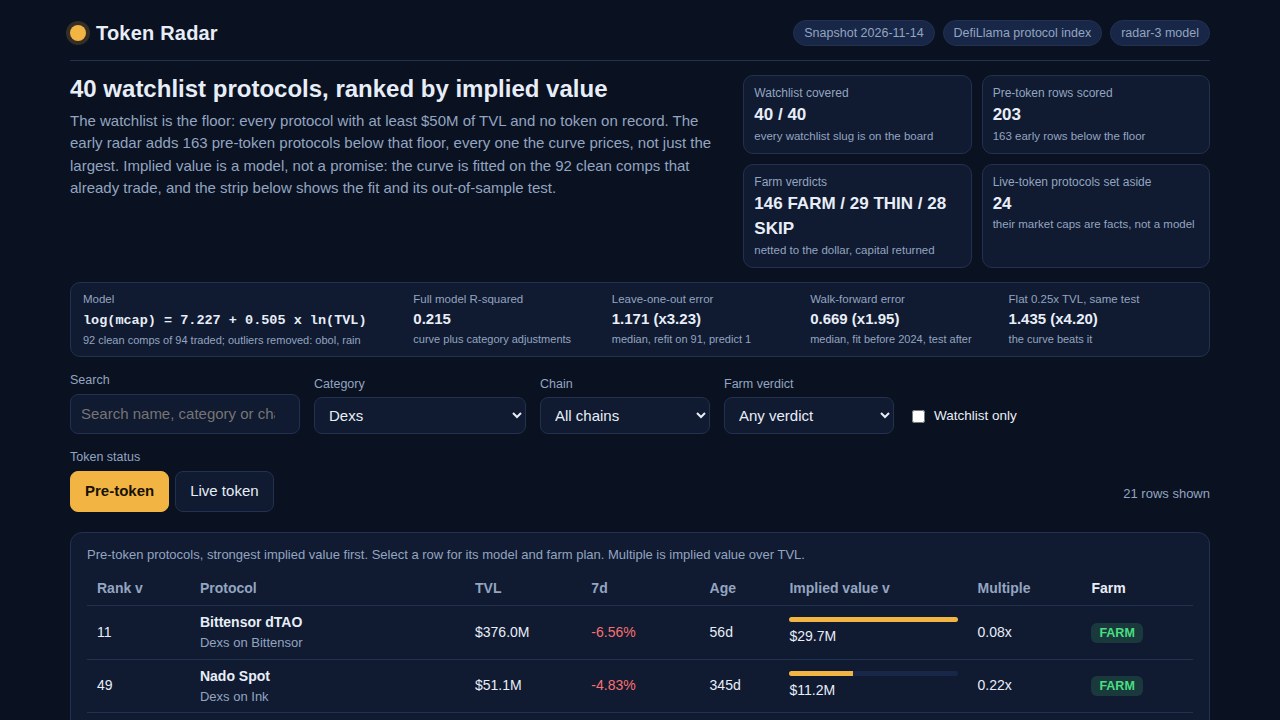 Token Radar
Snapshot 2026-11-14
DefiLlama protocol index
radar-3 model
40 watchlist protocols, ranked by implied value
The watchlist is the floor: every protocol with at least $50M of TVL and no token on record. The
early radar adds 163 pre-token protocols below that floor, every one the curve prices, not just the
largest. Implied value is a model, not a promise: the curve is fitted on the 92 clean comps that
already trade, and the strip below shows the fit and its out-of-sample test.
Watchlist covered
40 / 40
every watchlist slug is on the board
Pre-token rows scored
203
163 early rows below the floor
Farm verdicts
146 FARM / 29 THIN / 28
SKIP
netted to the dollar, capital returned
Live-token protocols set aside
24
their market caps are facts, not a model
Model
log(mcap) = 7.227 + 0.505 x ln(TVL)
92 clean comps of 94 traded; outliers removed: obol, rain
Full model R-squared
0.215
curve plus category adjustments
Leave-one-out error
1.171 (x3.23)
median, refit on 91, predict 1
Walk-forward error
0.669 (x1.95)
median, fit before 2024, test after
Flat 0.25x TVL, same test
1.435 (x4.20)
the curve beats it
Search
Search name, category or cha
Category
Dexs
Chain
All chains
Farm verdict
Any verdict
Watchlist only
Token status
Pre-token
Live token
21 rows shown
Pre-token protocols, strongest implied value first. Select a row for its model and farm plan. Multiple is implied value over TVL.
Rank v Protocol TVL 7d Age Implied value v Multiple Farm
11 Bittensor dTAO $376.0M -6.56% 56d $29.7M 0.08x FARM
Dexs on Bittensor
49 Nado Spot $51.1M -4.83% 345d $11.2M 0.22x FARM
Dexs on Ink